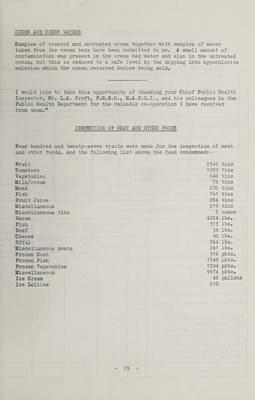 CRESS AND CRESS WATERS
Samples of treated and untreated cress together with samples of water
taken from the cress beds have been submitted to me. A small amount of
contamination was present in the cress bed water and also in the untreated
cress, but this is reduced to a safe level by the dipping into hypochlorite
solution which the cress received before being sold.
I would like to take this opportunity of thanking your Chief Public Health
Inspector, Mr. L.A. Croft, F.R.S.H., M.A.P.H.I., and his colleagues in the
Public Health Department for the valuable co-operation I have received
from them."
INSPECTION OF MEAT AND OTHER FOODS
Four hundred and twenty-seven visits were made for the inspection of meat
and other foods, and the following list shows the food condemned:-
Fruit 2340 tins
Tomatoes 1059 tins
Vegetables 640 tins
Milk/cream 74 tins
Meat 270 tins
Fish 161 tins
Fruit Juice 284 tins
Miscellaneous 219 tins
Miscellaneous tins 5 cases
Bacon 4024 lbs.
Fish 313 lbs.
Beef 34 lbs.
Cheese 40 lbs.
Offal 264 lbs.
Miscellaneous meats 241 lbs.
Frozen Meat 316 pkts.
Frozen Fish 1548 pkts.
Frozen Vegetables 1394 pkts.
Miscellaneous 9974 pkts.
Ice Cream 46 gallons
Ice Lollies 510
- 29 -